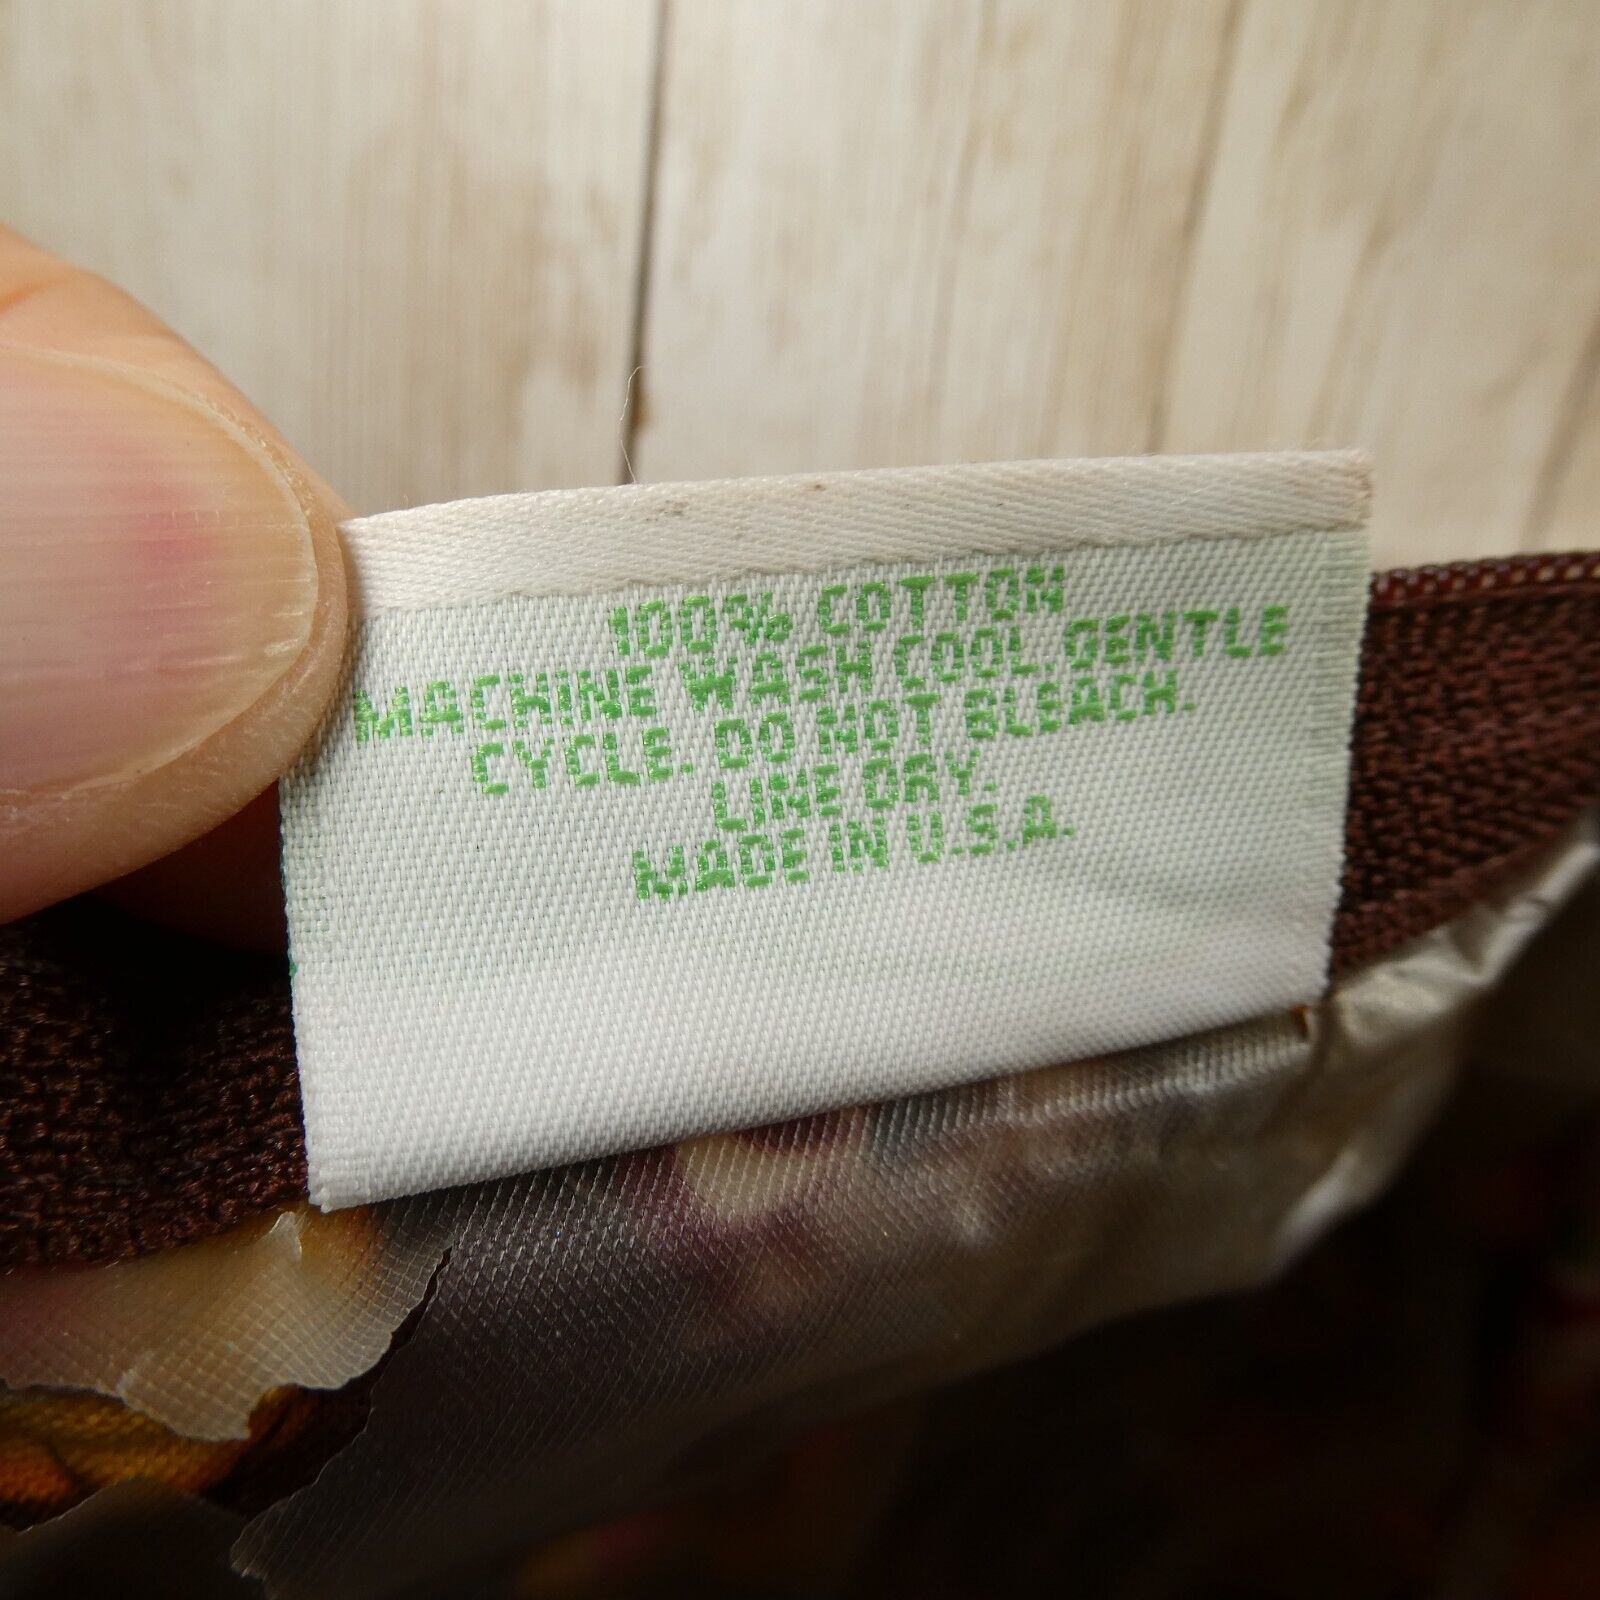 100% COTTON
MACHINE WASH COOL. GENTLE
CYCLE. DO NOT BLEACH.
LINE DRY.
MADE IN U.S.A.